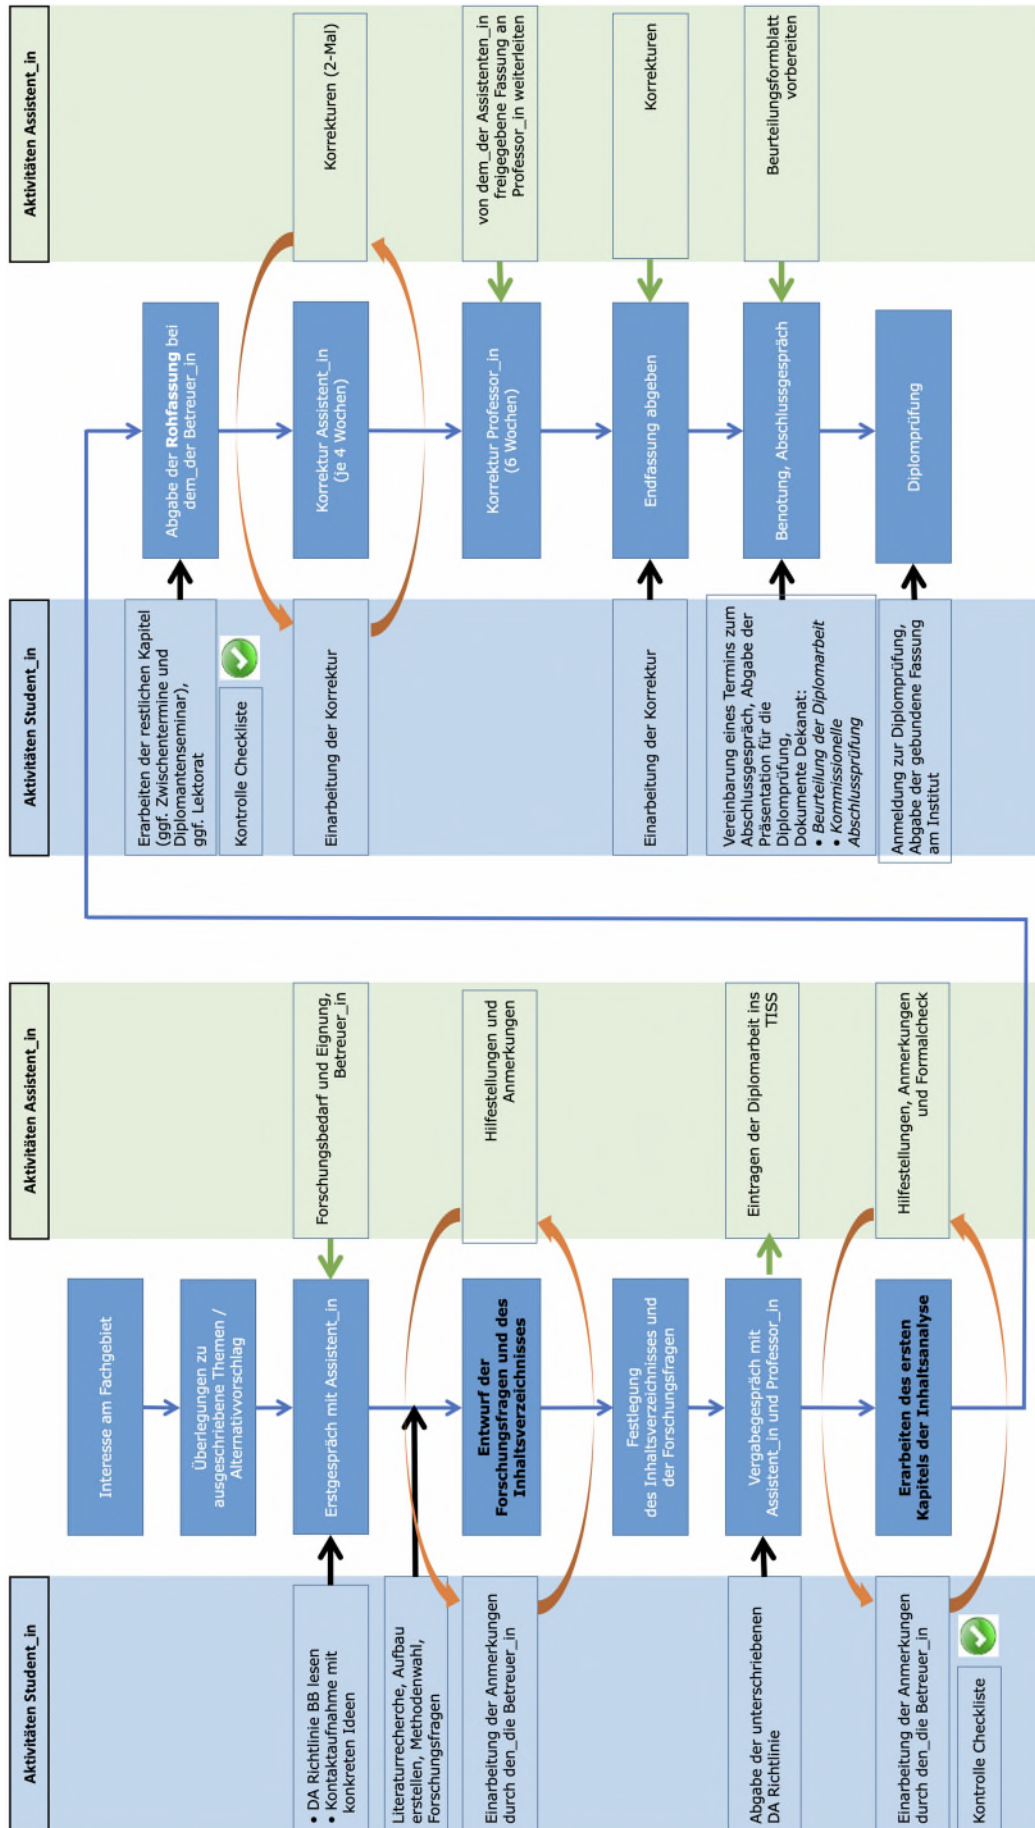 Aktivitäten Student_in
Aktivitäten Assistent_in
Interesse am Fachgebiet
Überlegungen zu
ausgeschriebene Themen /
Alternativvorschlag
• DA Richtlinie BB lesen
• Kontaktaufnahme mit
konkreten Ideen
Erstgespräch mit Assistent_in
Forschungsbedarf und Eignung,
Betreuer_in
Literaturrecherche, Aufbau
erstellen, Methodenwahl,
Forschungsfragen
Einarbeitung der Anmerkungen
durch den_die Betreuer_in
Entwurf der
Forschungsfragen und des
Inhaltsverzeichnisses
Hilfestellungen und
Anmerkungen
Festlegung
des Inhaltsverzeichnisses und
der Forschungsfragen
Abgabe der unterschriebenen
DA Richtlinie
Vergabegespräch mit
Assistent_in und Professor_in
Eintragen der Diplomarbeit ins
TISS
Einarbeitung der Anmerkungen
durch den_die Betreuer_in
Erarbeiten des ersten
Kapitels der Inhaltsanalyse
Hilfestellungen, Anmerkungen
und Formalcheck
Kontrolle Checkliste
Aktivitäten Student_in
Aktivitäten Assistent_in
Erarbeiten der restlichen Kapitel
(ggf. Zwischentermine und
Diplomantenseminar),
ggf. Lektorat
Abgabe der Rohfassung bei
dem_der Betreuer_in
Kontrolle Checkliste
Einarbeitung der Korrektur
Korrektur Assistent_in
(je 4 Wochen)
Korrekturen (2-Mal)
Korrektur Professor_in
(6 Wochen)
von dem_der Assistenten_in
freigegebene Fassung an
Professor_in weiterleiten
Einarbeitung der Korrektur
Endfassung abgeben
Korrekturen
Vereinbarung eines Termins zum
Abschlussgespräch, Abgabe der
Präsentation für die
Diplomprüfung,
Dokumente Dekanat:
• Beurteilung der Diplomarbeit
• Kommissionelle
Abschlussprüfung
Benotung, Abschlussgespräch
Beurteilungsformblatt
vorbereiten
Anmeldung zur Diplomprüfung,
Abgabe der gebundene Fassung
am Institut
Diplomprüfung